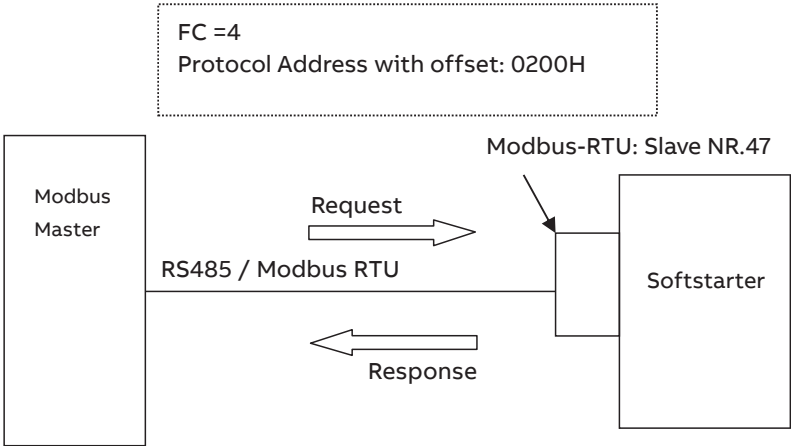 FC =4
Protocol Address with offset: 0200H
Modbus-RTU: Slave NR.47
Modbus
Master
Request
RS485 / Modbus RTU
Softstarter
Response